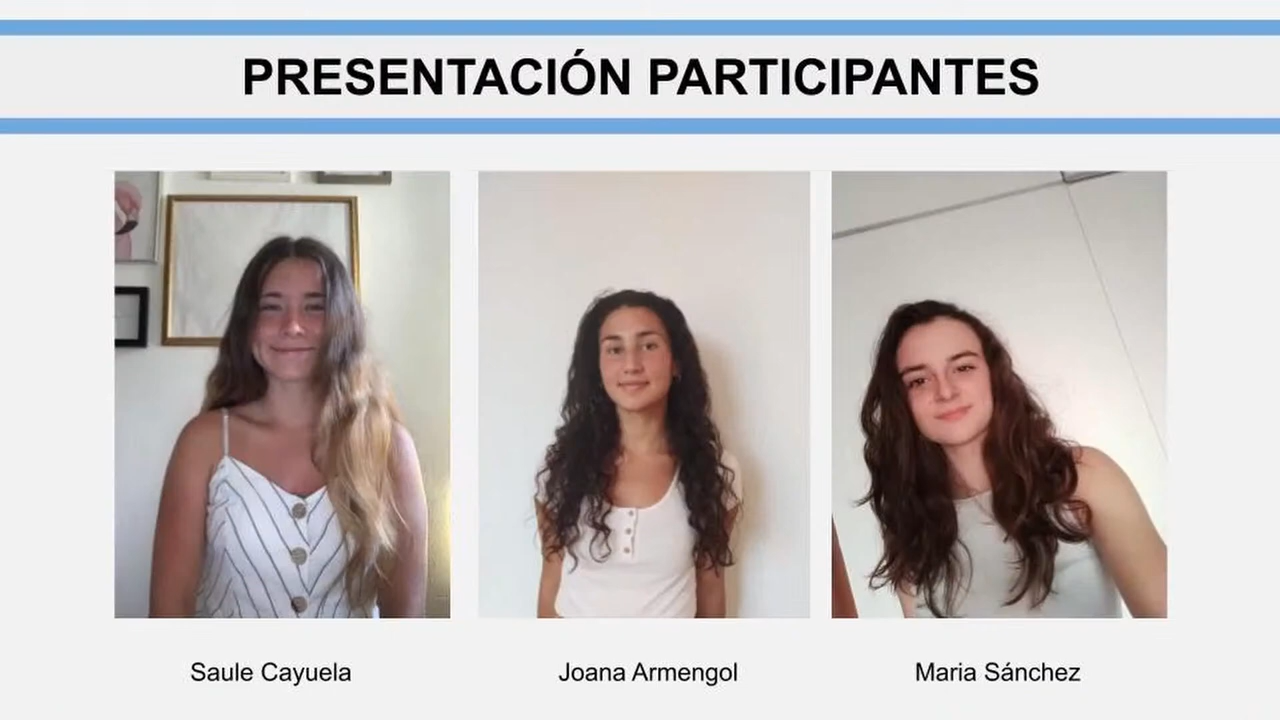 PRESENTACIÓN PARTICIPANTES
Saule Cayuela
Joana Armengol
Maria Sánchez